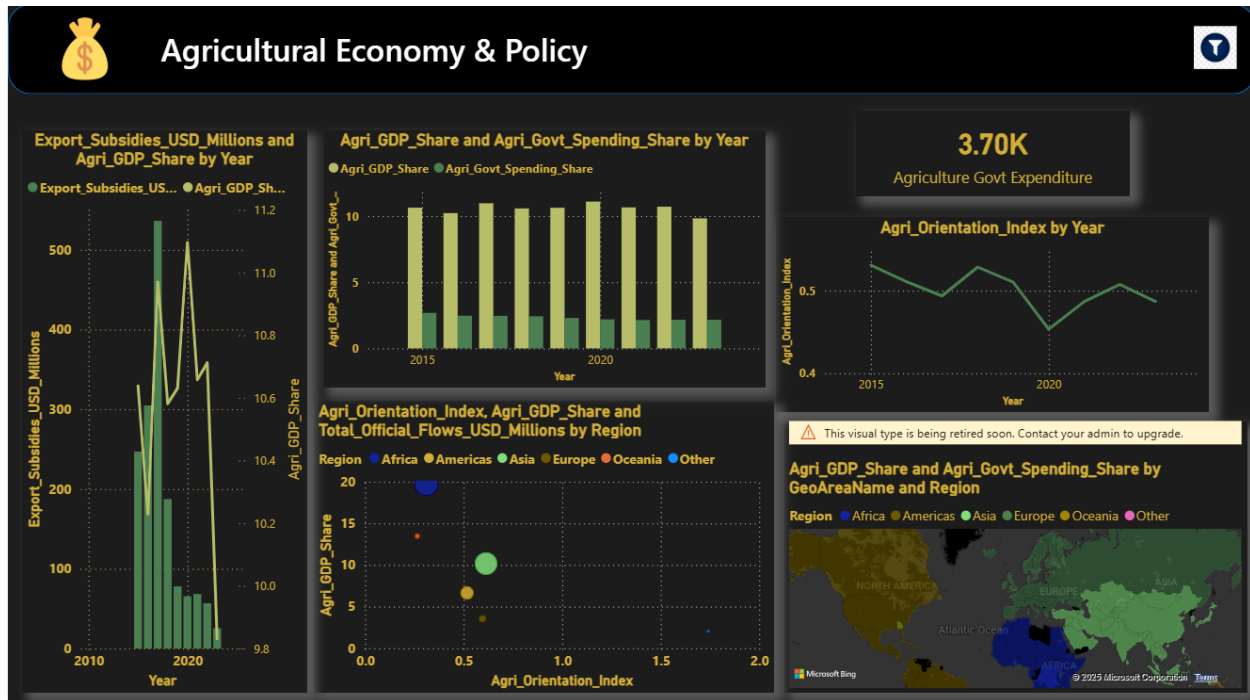 $
Agricultural Economy & Policy
Export_Subsidies_USD_Millions and
Agri_GDP_Share by Year
Export_Subsidies_US... Agri_GDP_Sh...
Export_Subsidies_USD_Millions
500
400
300
200
100
0
11.2
11.0
10.8
10.6
10.4
10.2
10.0
9.8
Agri_GDP_Share
2010 2020
Year
Agri_GDP_Share and Agri_Govt_Spending_Share by Year
Agri_GDP_Share Agri_Govt_Spending_Share
Agri_GDP_Share and Agri_Govt_...
10
5
0
2015 2020
Year
3.70K
Agriculture Govt Expenditure
Agri_Orientation_Index by Year
Agri_Orientation_Index
0.5
0.4
2015 2020
Year
Agri_Orientation_Index, Agri_GDP_Share and
Total_Official_Flows_USD_Millions by Region
Region Africa Americas Asia Europe Oceania Other
Agri_GDP_Share
20
15
10
5
0
0.0 0.5 1.0 1.5 2.0
Agri_Orientation_Index
This visual type is being retired soon. Contact your admin to upgrade.
Agri_GDP_Share and Agri_Govt_Spending_Share by
GeoAreaName and Region
Region Africa Americas Asia Europe Oceania Other
NORTH AMERICA
EUROPE
ASIA
Atlantic Ocean
AFRICA
Microsoft Bing
© 2025 Microsoft Corporation Terms